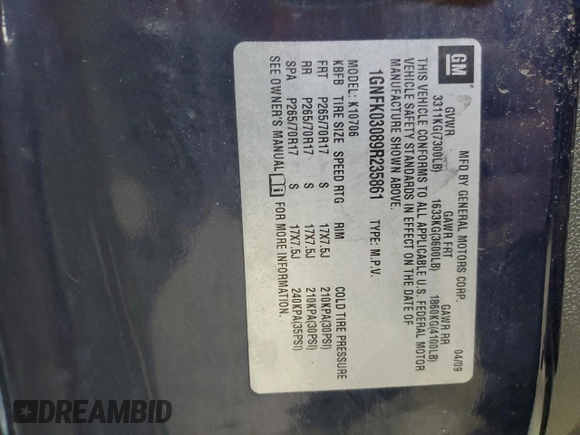 GM
MFD BY GENERAL MOTORS CORP.
04/09
GVWR GAWR FRT GAWR RR
3311KG(7300LB) 1633KG(3600LB) 1860KG(4100LB)
THIS VEHICLE CONFORMS TO ALL APPLICABLE U.S. FEDERAL MOTOR
VEHICLE SAFETY STANDARDS IN EFFECT ON THE DATE OF
MANUFACTURE SHOWN ABOVE.
1GNFK03089R235861 TYPE: M.P.V.
MODEL: K10706
KBFB TIRE SIZE SPEED RTG RIM COLD TIRE PRESSURE
FRT P265/70R17 S 17X7.5J 210KPA(30PSI)
RR P265/70R17 S 17X7.5J 210KPA(30PSI)
SPA P265/70R17 S 17X7.5J 240KPA(35PSI)
SEE OWNER'S MANUAL FOR MORE INFORMATION.
DREAMBID